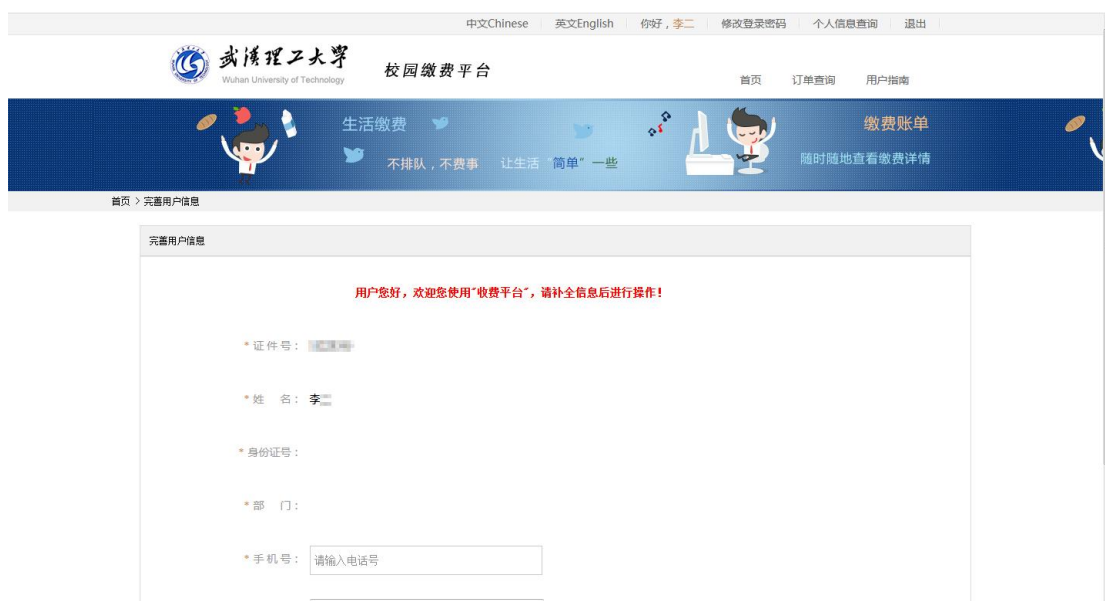 中文Chinese 英文English 你好，李二 修改登录密码 个人信息查询 退出
武汉理工大学
Wuhan University of Technology
校园缴费平台
首页 订单查询 用户指南
生活缴费
不排队，不费事 让生活“简单”一些
缴费账单
随时随地查看缴费详情
首页 > 完善用户信息
完善用户信息
用户您好，欢迎您使用"收费平台"，请补全信息后进行操作！
*证件号：
*姓 名：李
*身份证号：
*部 门：
*手机号：请输入电话号